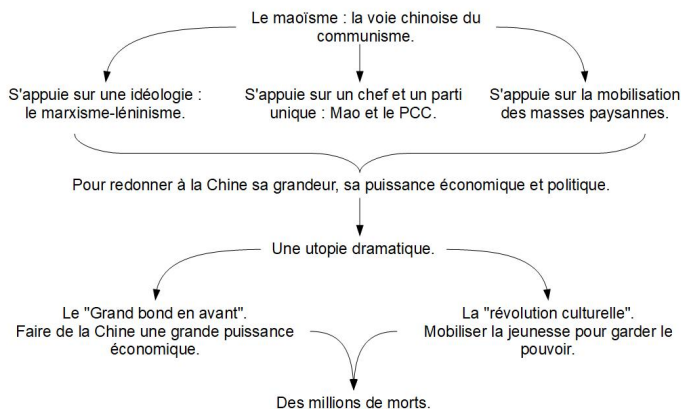 Le maoïsme : la voie chinoise du
communisme.
S'appuie sur une idéologie :
le marxisme-léninisme.
S'appuie sur un chef et un parti
unique : Mao et le PCC.
S'appuie sur la mobilisation
des masses paysannes.
Pour redonner à la Chine sa grandeur, sa puissance économique et politique.
Une utopie dramatique.
Le "Grand bond en avant".
Faire de la Chine une grande puissance
économique.
La "révolution culturelle".
Mobiliser la jeunesse pour garder le
pouvoir.
Des millions de morts.